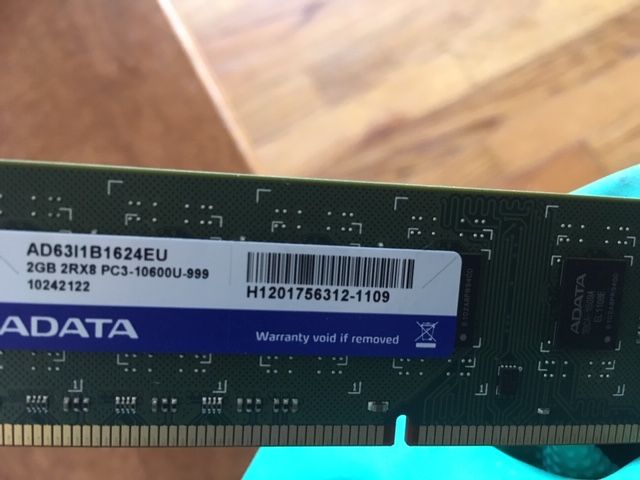 AD63I1B1624EU
2GB 2RX8 PC3-10600U-999
10242122
H1201756312-1109
ADATA
Warranty void if removed
ADATA